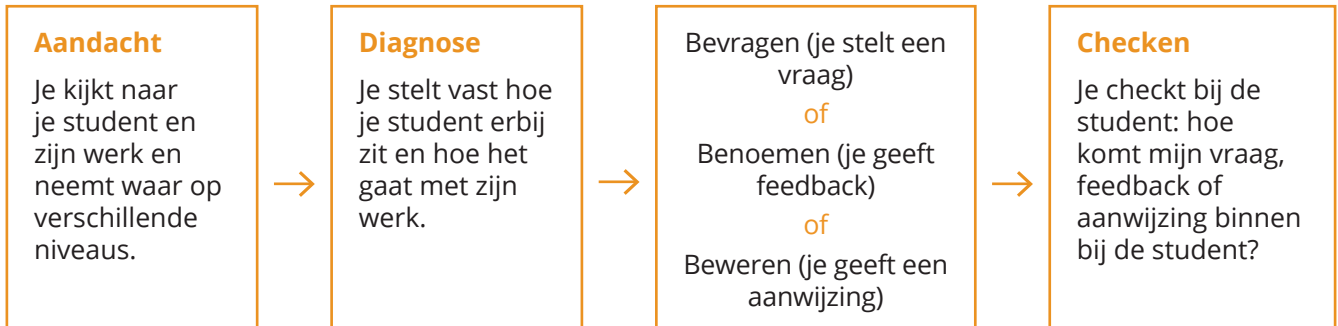 Aandacht
Je kijkt naar
je student en
zijn werk en
neemt waar op
verschillende
niveaus.
Diagnose
Je stelt vast hoe
je student erbij
zit en hoe het
gaat met zijn
werk.
Bevragen (je stelt een
vraag)
of
Benoemen (je geeft
feedback)
of
Beweren (je geeft een
aanwijzing)
Checken
Je checkt bij de
student: hoe
komt mijn vraag,
feedback of
aanwijzing binnen
bij de student?